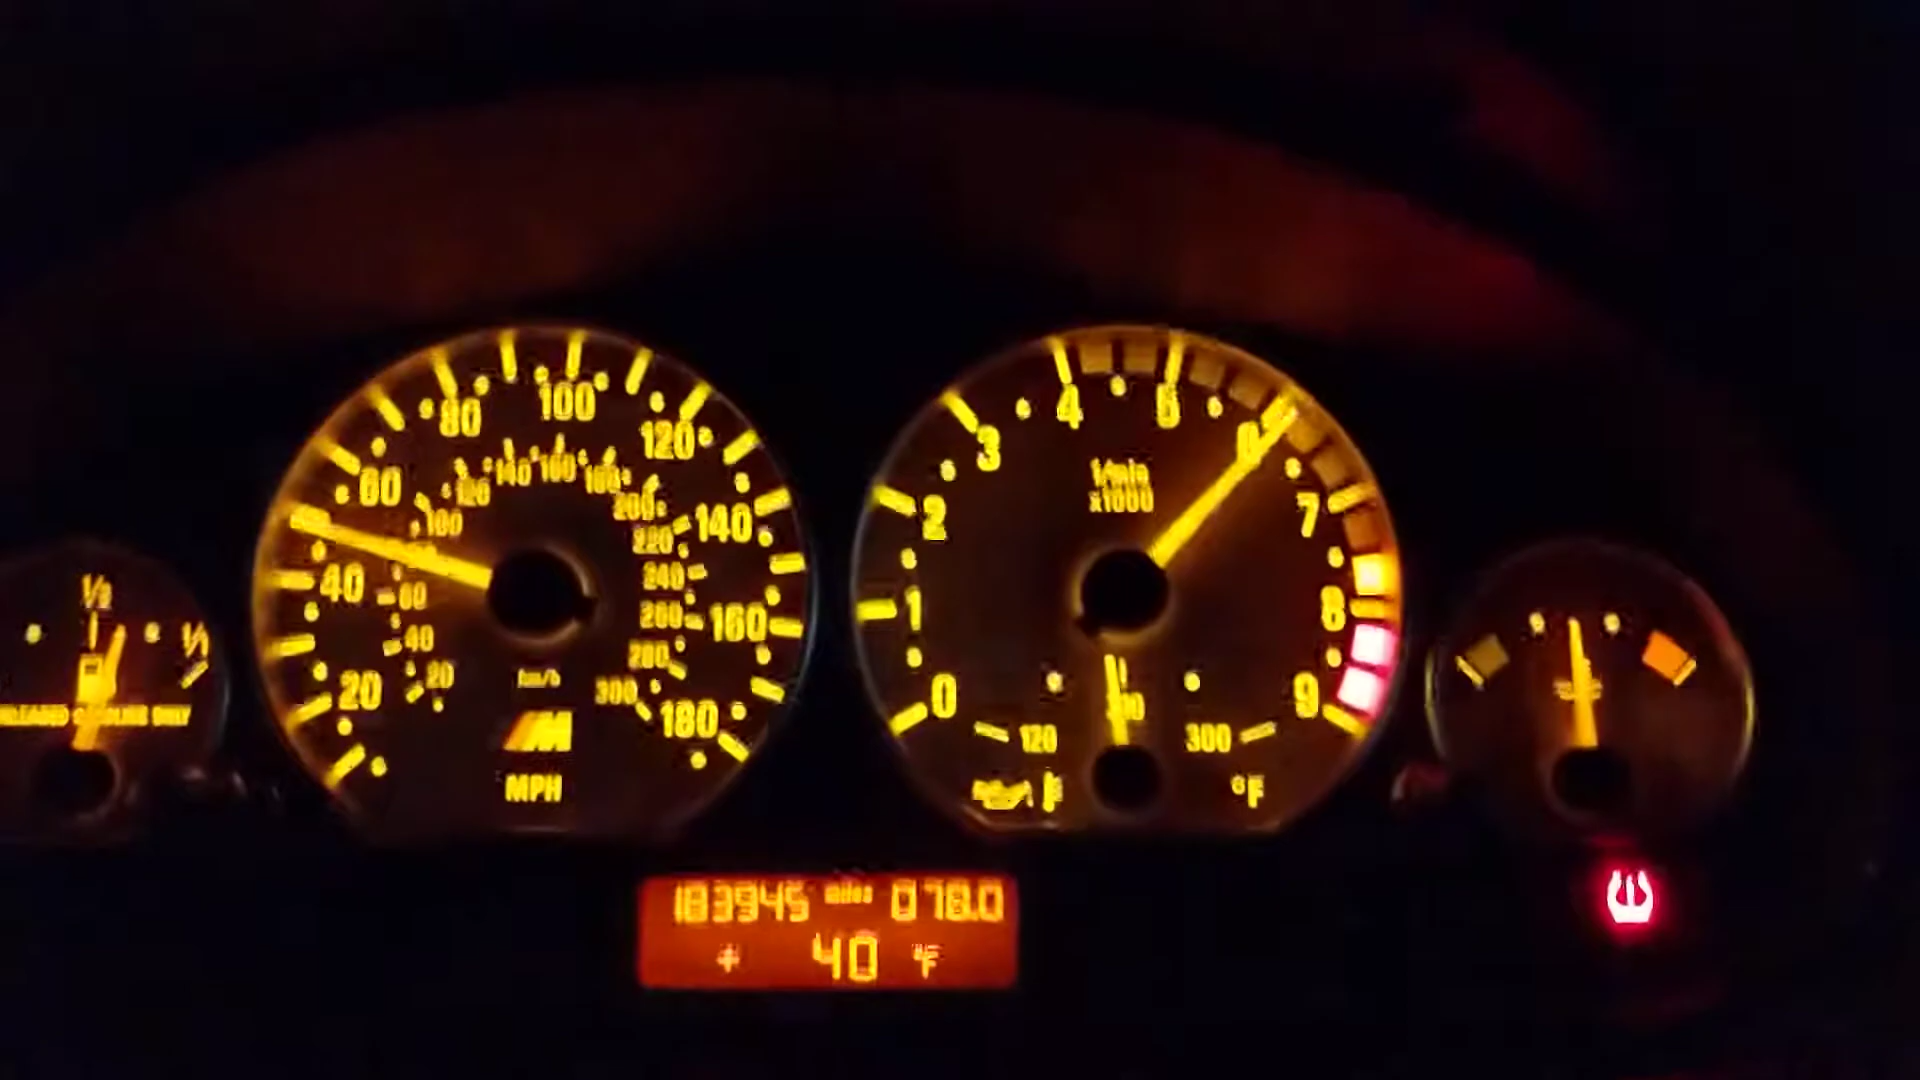 1/2
1/1
UNLEADED GASOLINE ONLY
20 40 60 80 100 120 140 160 180
20 40 60 100 120 140 160 180 200 220 240 260 280 300
km/h
M
MPH
0 1 2 3 4 5 6 7 8 9
1/min
x1000
120 300
°F
183945 miles 078.0
+ 40 °F